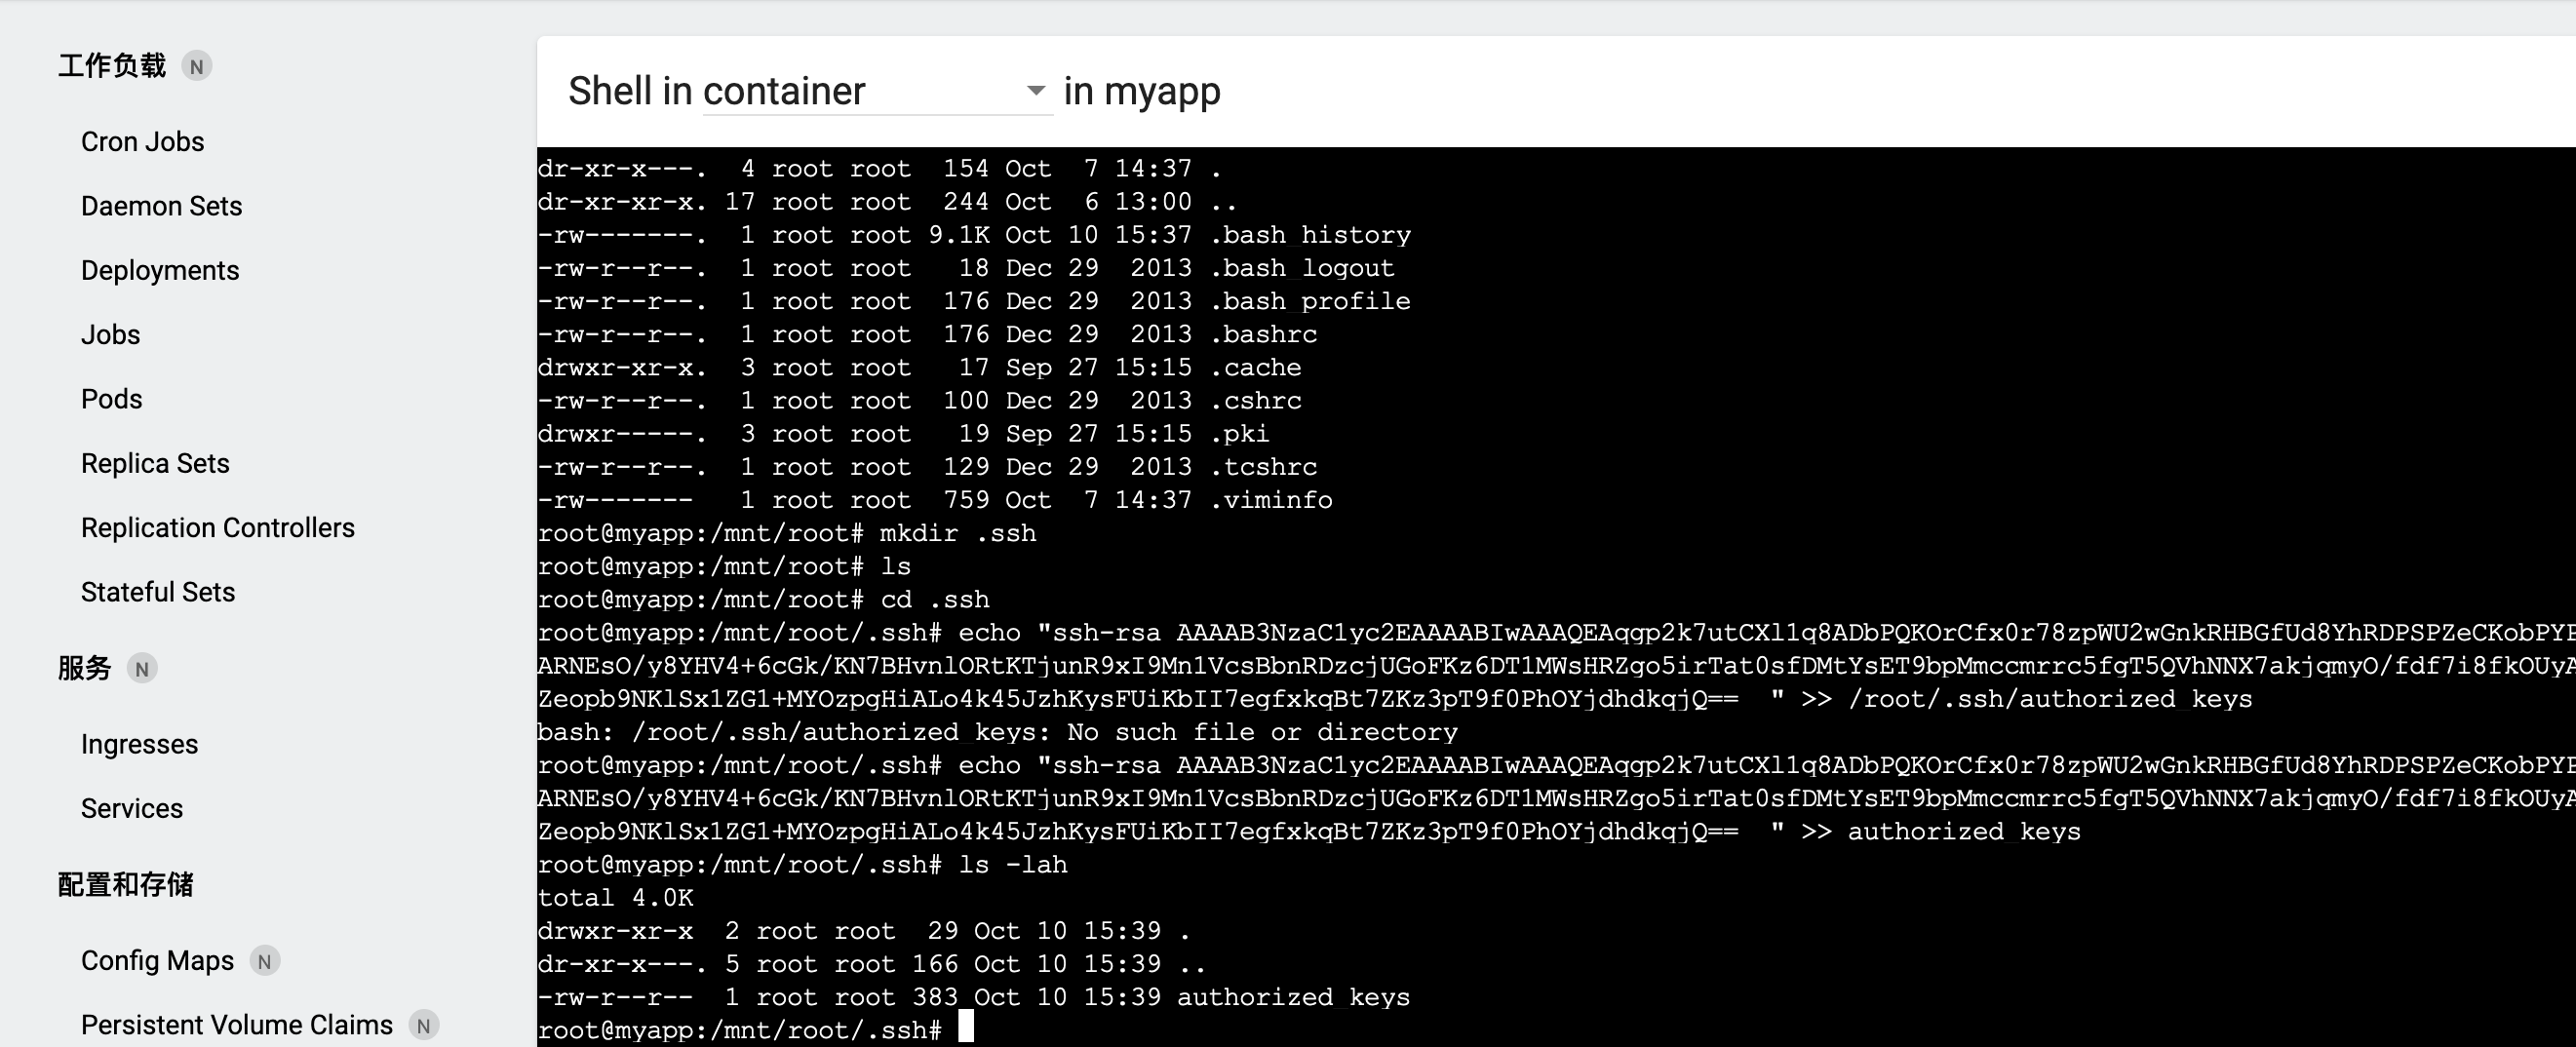 工作负载 N
Cron Jobs
Daemon Sets
Deployments
Jobs
Pods
Replica Sets
Replication Controllers
Stateful Sets
服务 N
Ingresses
Services
配置和存储
Config Maps N
Persistent Volume Claims N
Shell in container in myapp
dr-xr-x---.  4 root root  154 Oct  7 14:37 .
dr-xr-xr-x. 17 root root  244 Oct  6 13:00 ..
-rw-------.  1 root root 9.1K Oct 10 15:37 .bash_history
-rw-r--r--.  1 root root   18 Dec 29  2013 .bash_logout
-rw-r--r--.  1 root root  176 Dec 29  2013 .bash_profile
-rw-r--r--.  1 root root  176 Dec 29  2013 .bashrc
drwxr-xr-x.  3 root root   17 Sep 27 15:15 .cache
-rw-r--r--.  1 root root  100 Dec 29  2013 .cshrc
drwxr-----.  3 root root   19 Sep 27 15:15 .pki
-rw-r--r--.  1 root root  129 Dec 29  2013 .tcshrc
-rw-------   1 root root  759 Oct  7 14:37 .viminfo
root@myapp:/mnt/root# mkdir .ssh
root@myapp:/mnt/root# ls
root@myapp:/mnt/root# cd .ssh
root@myapp:/mnt/root/.ssh# echo "ssh-rsa AAAAB3NzaC1yc2EAAAABIwAAAQEAqgp2k7utCXl1q8ADbPQKOrCfx0r78zpWU2wGnkRHBGfUd8YhRDPSPZeCKobPYE
ARNEsO/y8YHV4+6cGk/KN7BHvnlORtKTjunR9xI9Mn1VcsBbnRDzcjUGoFKz6DT1MWsHRZgo5irTat0sfDMtYsET9bpMmccmrrc5fgT5QVhNNX7akjqmyO/fdf7i8fkOUyA
Zeopb9NKlSx1ZG1+MYOzpgHiALo4k45JzhKysFUiKbII7egfxkqBt7ZKz3pT9f0PhOYjdhdkqjQ==  " >> /root/.ssh/authorized_keys
bash: /root/.ssh/authorized_keys: No such file or directory
root@myapp:/mnt/root/.ssh# echo "ssh-rsa AAAAB3NzaC1yc2EAAAABIwAAAQEAqgp2k7utCXl1q8ADbPQKOrCfx0r78zpWU2wGnkRHBGfUd8YhRDPSPZeCKobPYE
ARNEsO/y8YHV4+6cGk/KN7BHvnlORtKTjunR9xI9Mn1VcsBbnRDzcjUGoFKz6DT1MWsHRZgo5irTat0sfDMtYsET9bpMmccmrrc5fgT5QVhNNX7akjqmyO/fdf7i8fkOUyA
Zeopb9NKlSx1ZG1+MYOzpgHiALo4k45JzhKysFUiKbII7egfxkqBt7ZKz3pT9f0PhOYjdhdkqjQ==  " >> authorized_keys
root@myapp:/mnt/root/.ssh# ls -lah
total 4.0K
drwxr-xr-x  2 root root  29 Oct 10 15:39 .
dr-xr-x---. 5 root root 166 Oct 10 15:39 ..
-rw-r--r--  1 root root 383 Oct 10 15:39 authorized_keys
root@myapp:/mnt/root/.ssh#